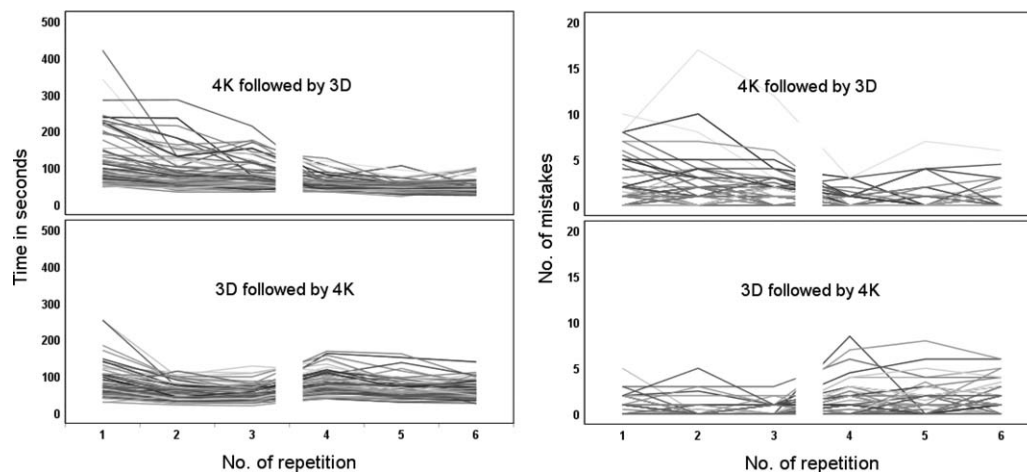 500
400
300
200
100
0
4K followed by 3D
500
400
300
200
100
0
3D followed by 4K
1 2 3 4 5 6
Time in seconds
No. of repetition
20
15
10
5
0
4K followed by 3D
20
15
10
5
0
3D followed by 4K
1 2 3 4 5 6
No. of mistakes
No. of repetition